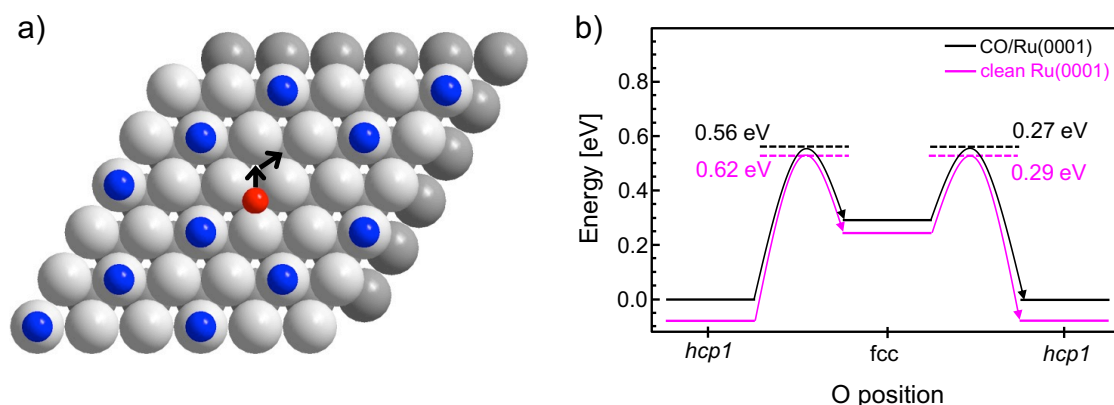 a)
b)
CO/Ru(0001)
clean Ru(0001)
0.8
0.6
0.4
0.2
0.0
Energy [eV]
0.56 eV
0.62 eV
0.27 eV
0.29 eV
hcp1
fcc
hcp1
O position